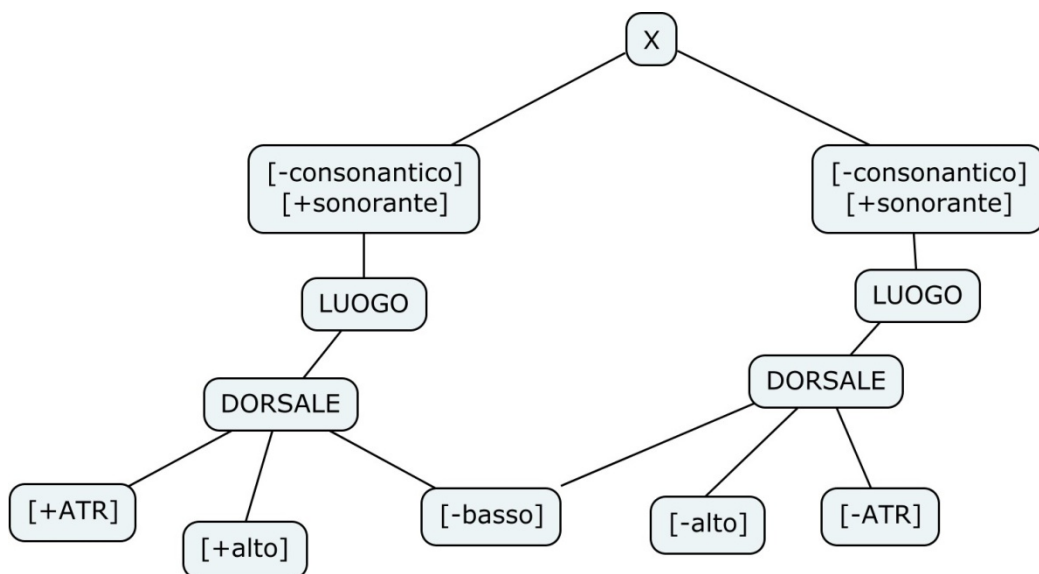 X
[-consonantico]
[+sonorante]
[-consonantico]
[+sonorante]
LUOGO
LUOGO
DORSALE
DORSALE
[+ATR]
[+alto]
[-basso]
[-alto]
[-ATR]